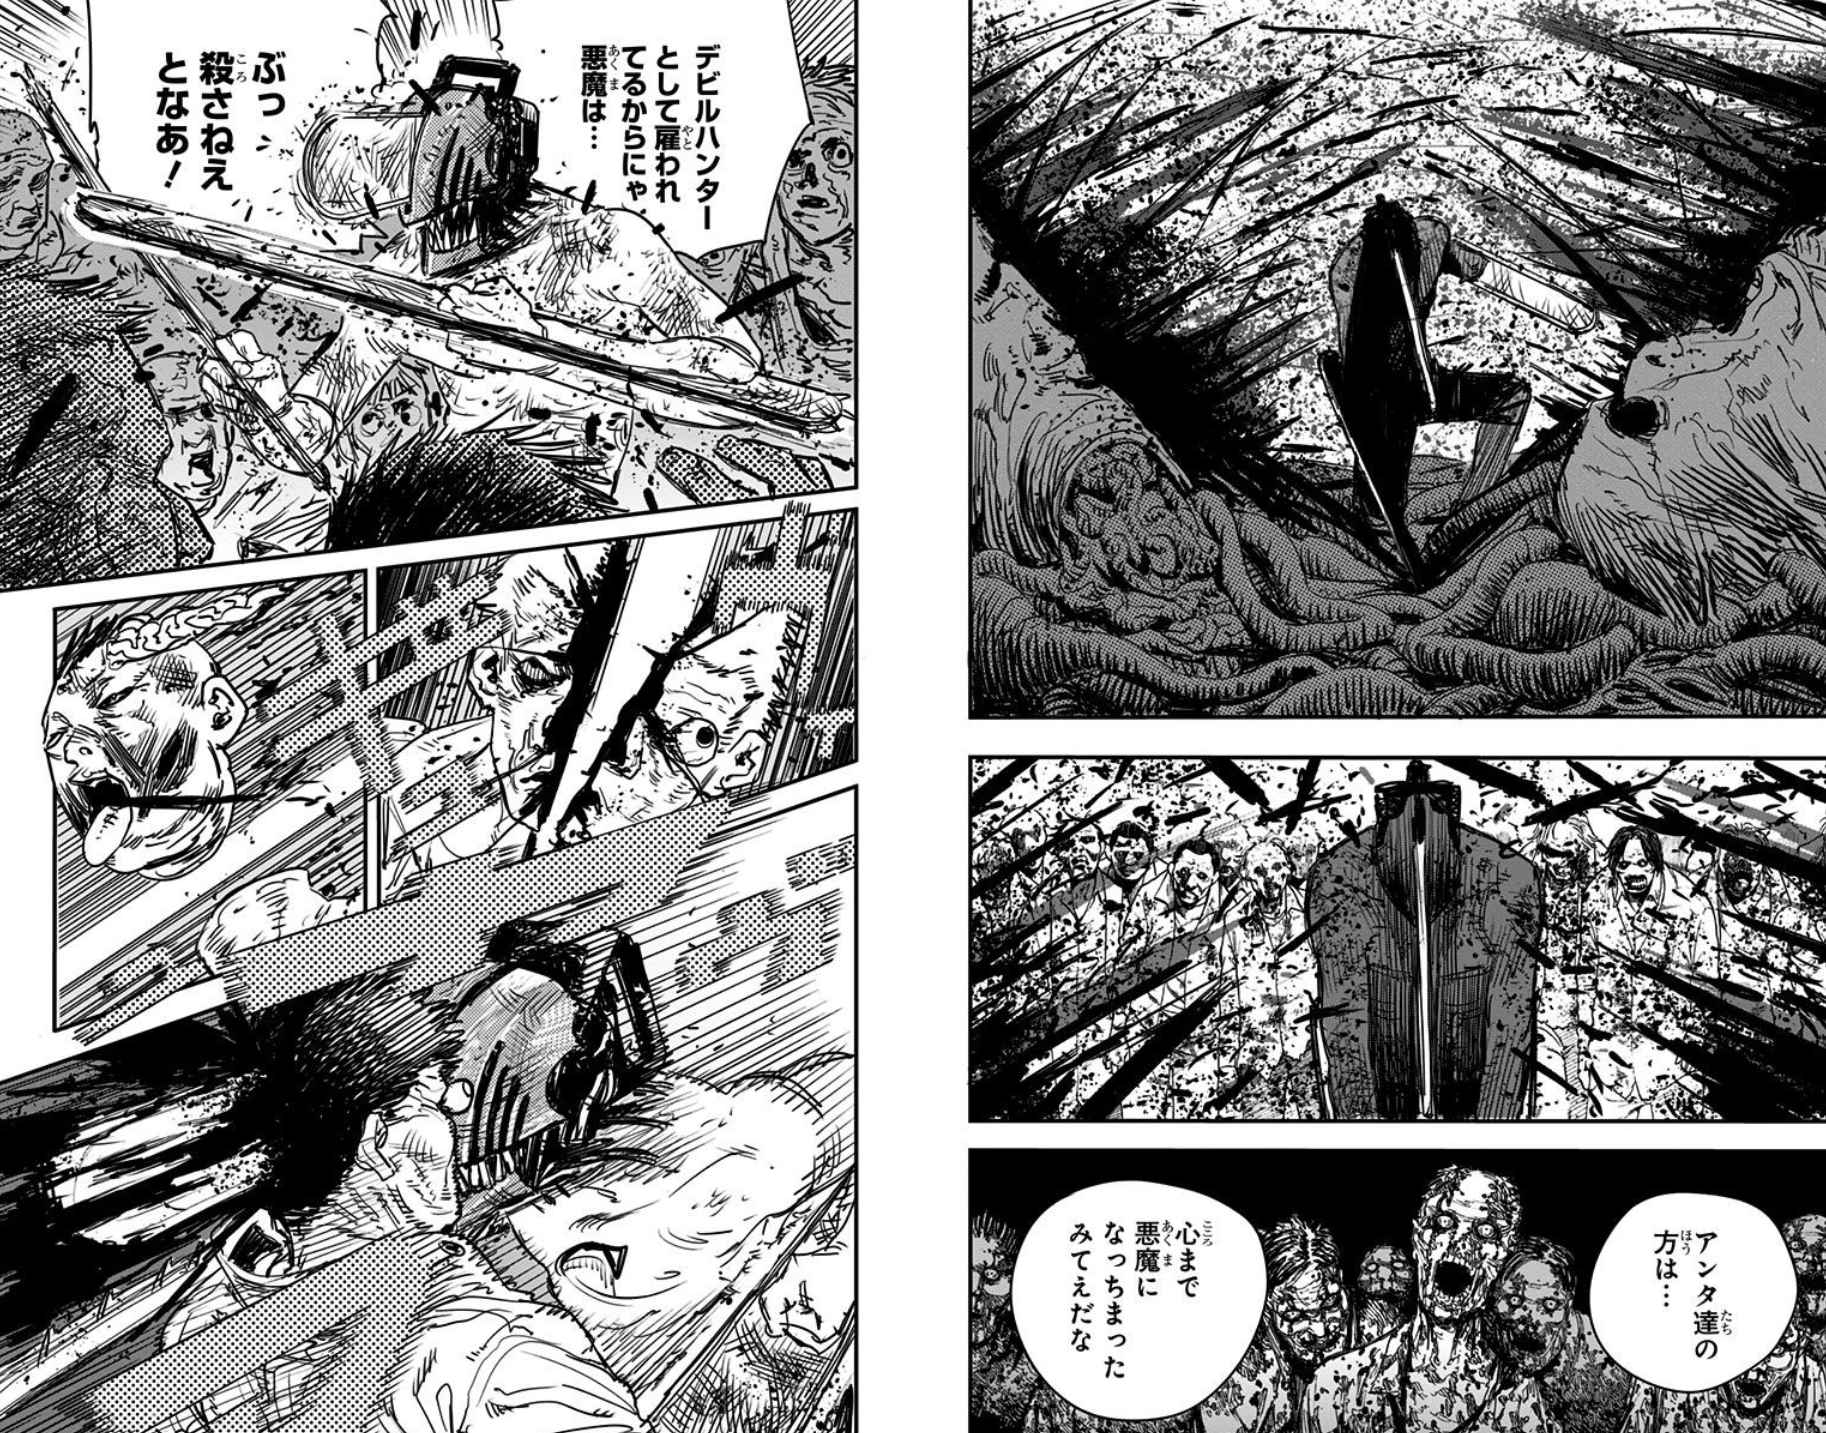 アンタ達の
方は…
心まで
悪魔に
なっちまった
みてえだな
デビルハンター
として雇われ
てるからにゃ
悪魔は…
ぶっ
殺さねえ
となあ！